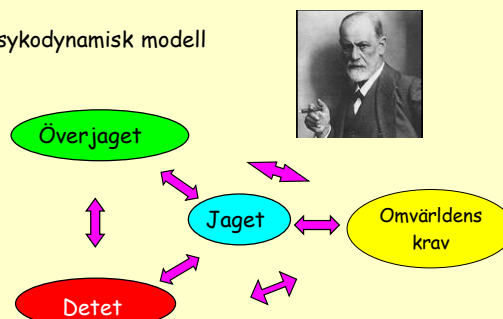 sykodynamisk modell
Överjaget
Jaget
Omvärldens
krav
Detet